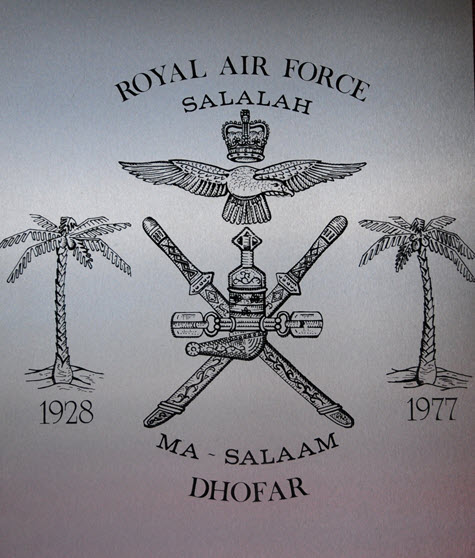 ROYAL AIR FORCE
SALALAH
1928
1977
MA - SALAAM
DHOFAR